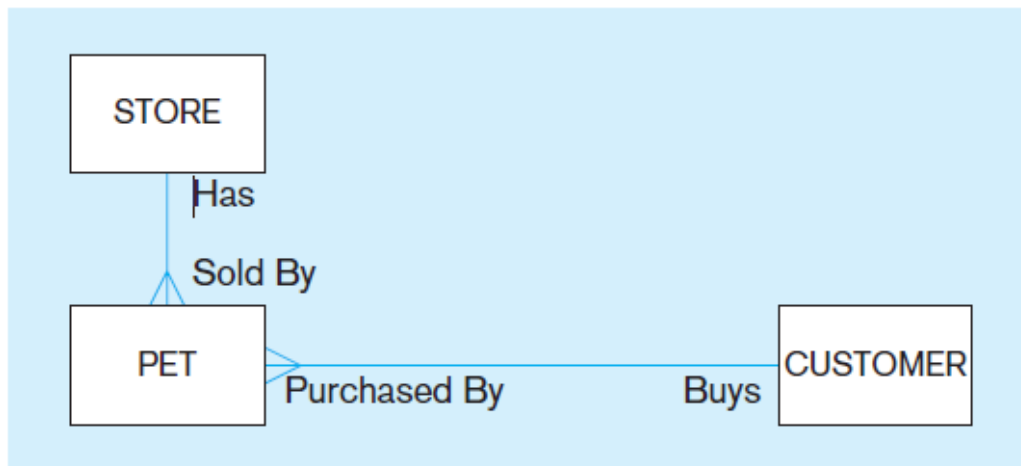 STORE
Has
Sold By
PET
Purchased By
Buys
CUSTOMER